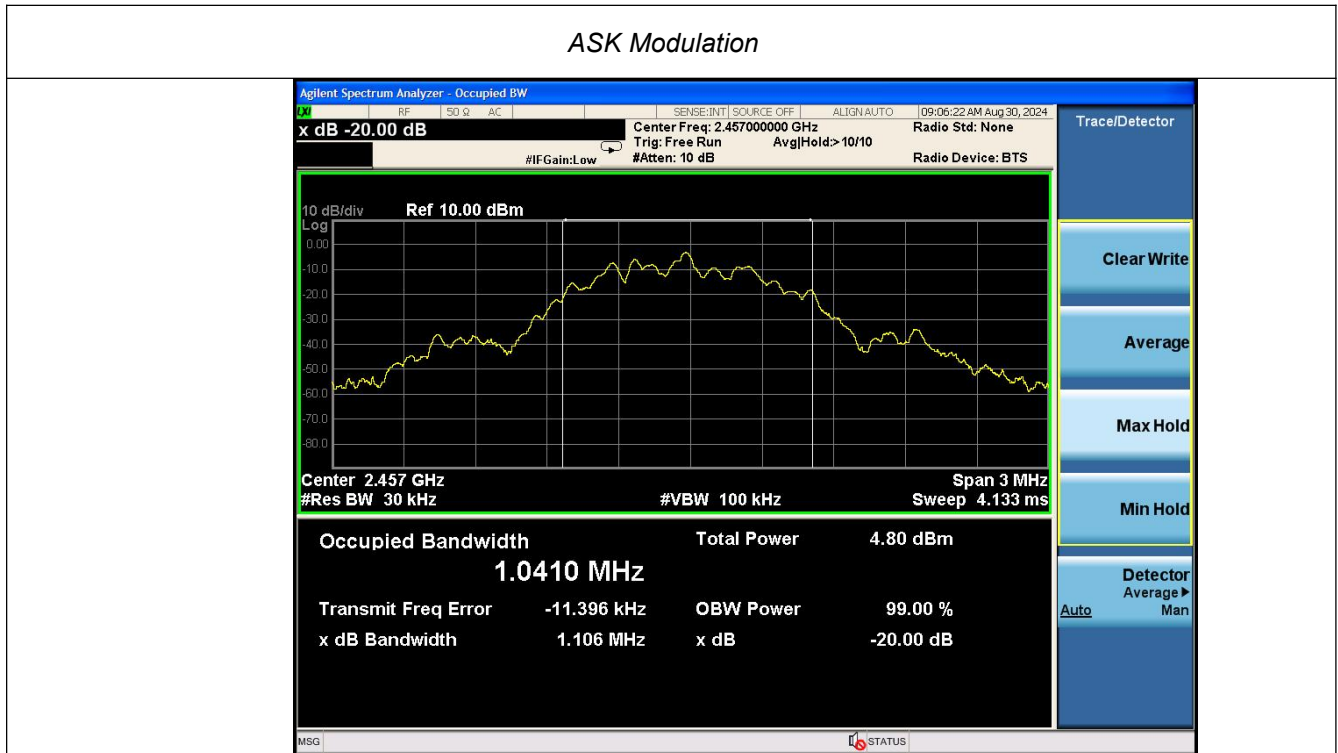 ASK Modulation
Agilent Spectrum Analyzer - Occupied BW
LXI RF 50 Ω AC SENSE:INT SOURCE OFF ALIGN AUTO 09:06:22 AM Aug 30, 2024
x dB -20.00 dB
Center Freq: 2.457000000 GHz
Radio Std: None
Trig: Free Run Avg|Hold:>10/10
#IFGain:Low #Atten: 10 dB
Radio Device: BTS
10 dB/div Ref 10.00 dBm
Log
0.00
-10.0
-20.0
-30.0
-40.0
-50.0
-60.0
-70.0
-80.0
Center 2.457 GHz Span 3 MHz
#Res BW 30 kHz #VBW 100 kHz Sweep 4.133 ms
Occupied Bandwidth Total Power 4.80 dBm
1.0410 MHz
Transmit Freq Error -11.396 kHz OBW Power 99.00 %
x dB Bandwidth 1.106 MHz x dB -20.00 dB
MSG STATUS
Trace/Detector
Clear Write
Average
Max Hold
Min Hold
Detector
Average▶
Auto Man